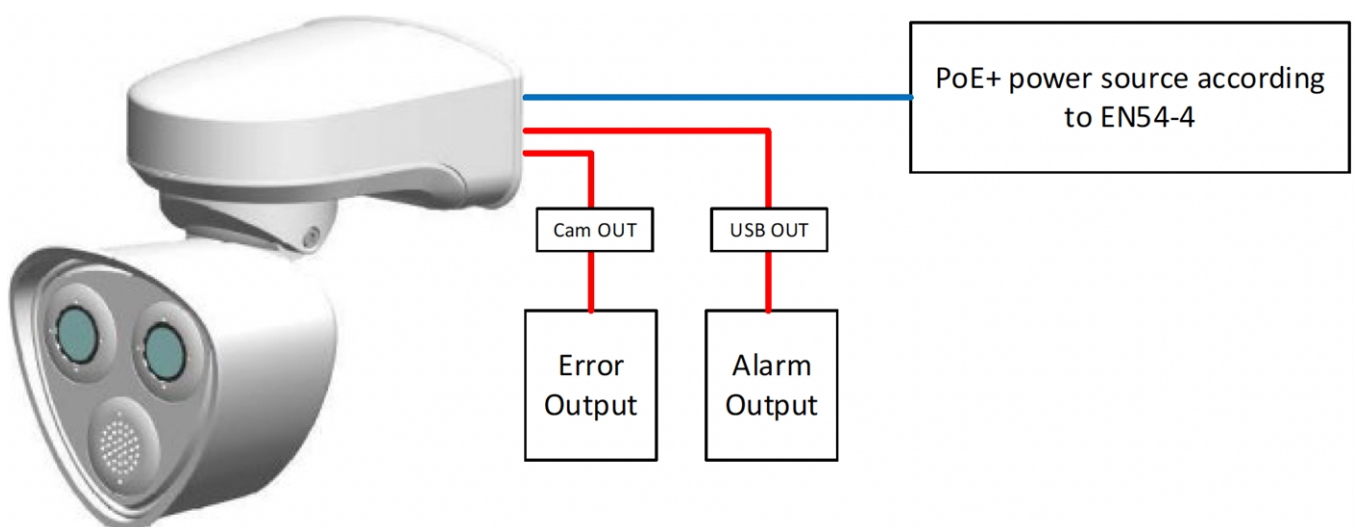 PoE+ power source according
to EN54-4
Cam OUT
USB OUT
Error
Output
Alarm
Output